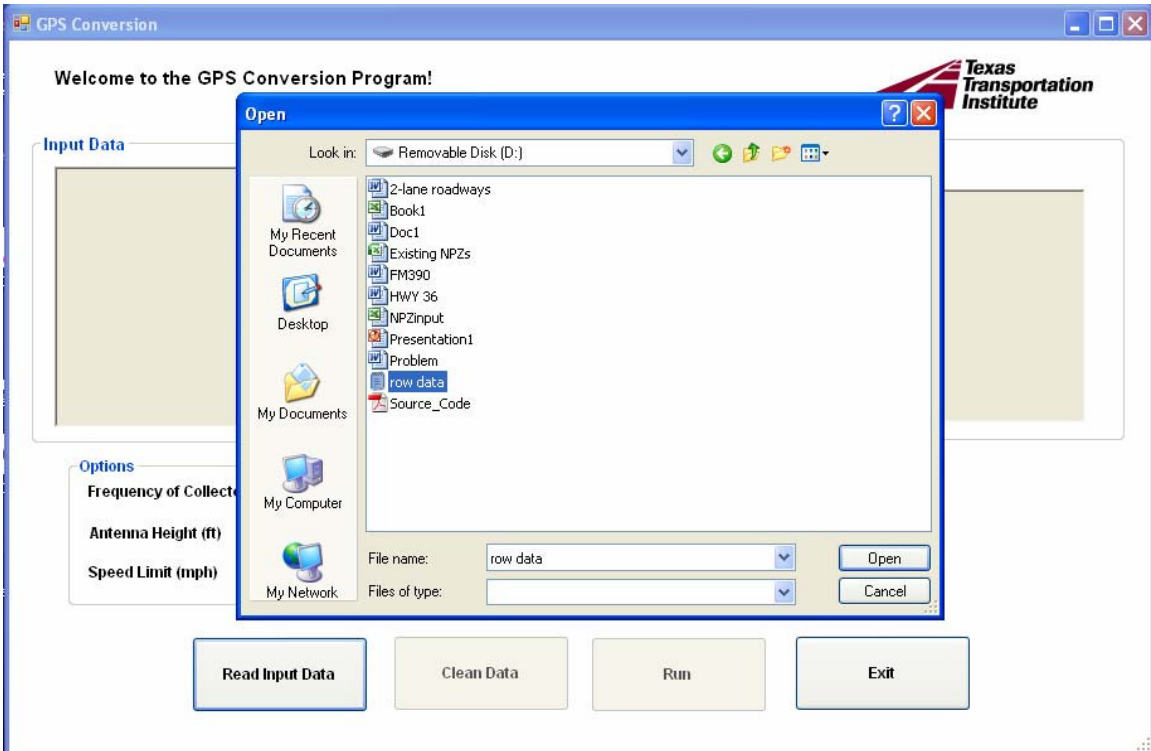 GPS Conversion
Welcome to the GPS Conversion Program!
Texas
Transportation
Institute
Input Data
Open
Look in:
Removable Disk (D:)
My Recent
Documents
Desktop
My Documents
My Computer
My Network
2-lane roadways
Book1
Doc1
Existing NPZs
FM390
HWY 36
NPZinput
Presentation1
Problem
row data
Source_Code
File name:
row data
Open
Files of type:
Cancel
Options
Frequency of Collecte
Antenna Height (ft)
Speed Limit (mph)
Read Input Data
Clean Data
Run
Exit